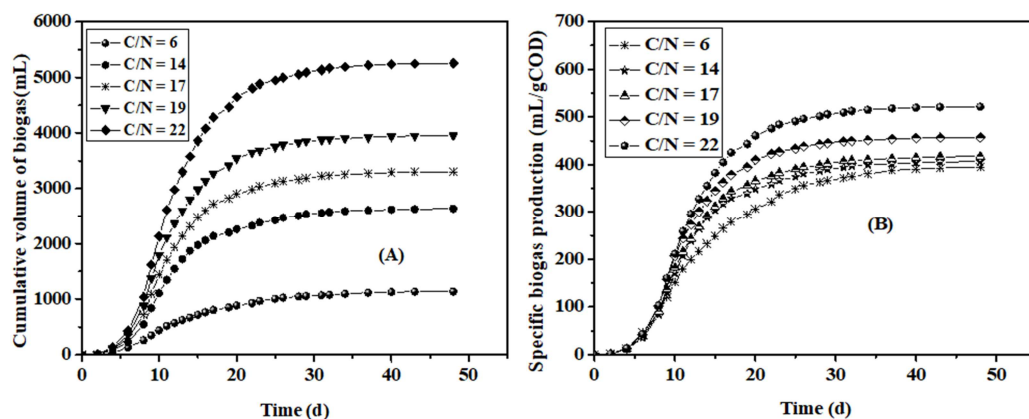 Cumulative volume of biogas(mL)
6000
5000
4000
3000
2000
1000
0
C/N = 6
C/N = 14
C/N = 17
C/N = 19
C/N = 22
(A)
0 10 20 30 40 50
Time (d)
Specific biogas production (mL/gCOD)
700
600
500
400
300
200
100
0
C/N = 6
C/N = 14
C/N = 17
C/N = 19
C/N = 22
(B)
0 10 20 30 40 50
Time (d)